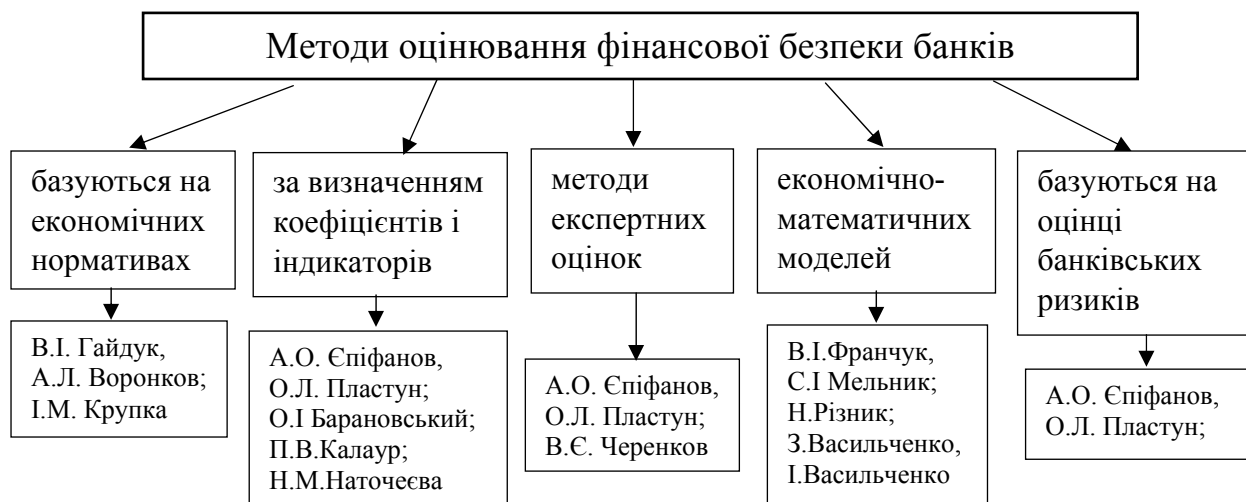 Методи оцінювання фінансової безпеки банків
базуються на
економічних
нормативах
за визначенням
коефіцієнтів і
індикаторів
методи
експертних
оцінок
економічно-
математичних
моделей
базуються на
оцінці
банківських
ризиків
В.І. Гайдук,
А.Л. Воронков;
І.М. Крупка
А.О. Єпіфанов,
О.Л. Пластун;
О.І Барановський;
П.В.Калаур;
Н.М.Наточеєва
А.О. Єпіфанов,
О.Л. Пластун;
В.Є. Черенков
В.І.Франчук,
С.І Мельник;
Н.Різник;
З.Васильченко,
І.Васильченко
А.О. Єпіфанов,
О.Л. Пластун;